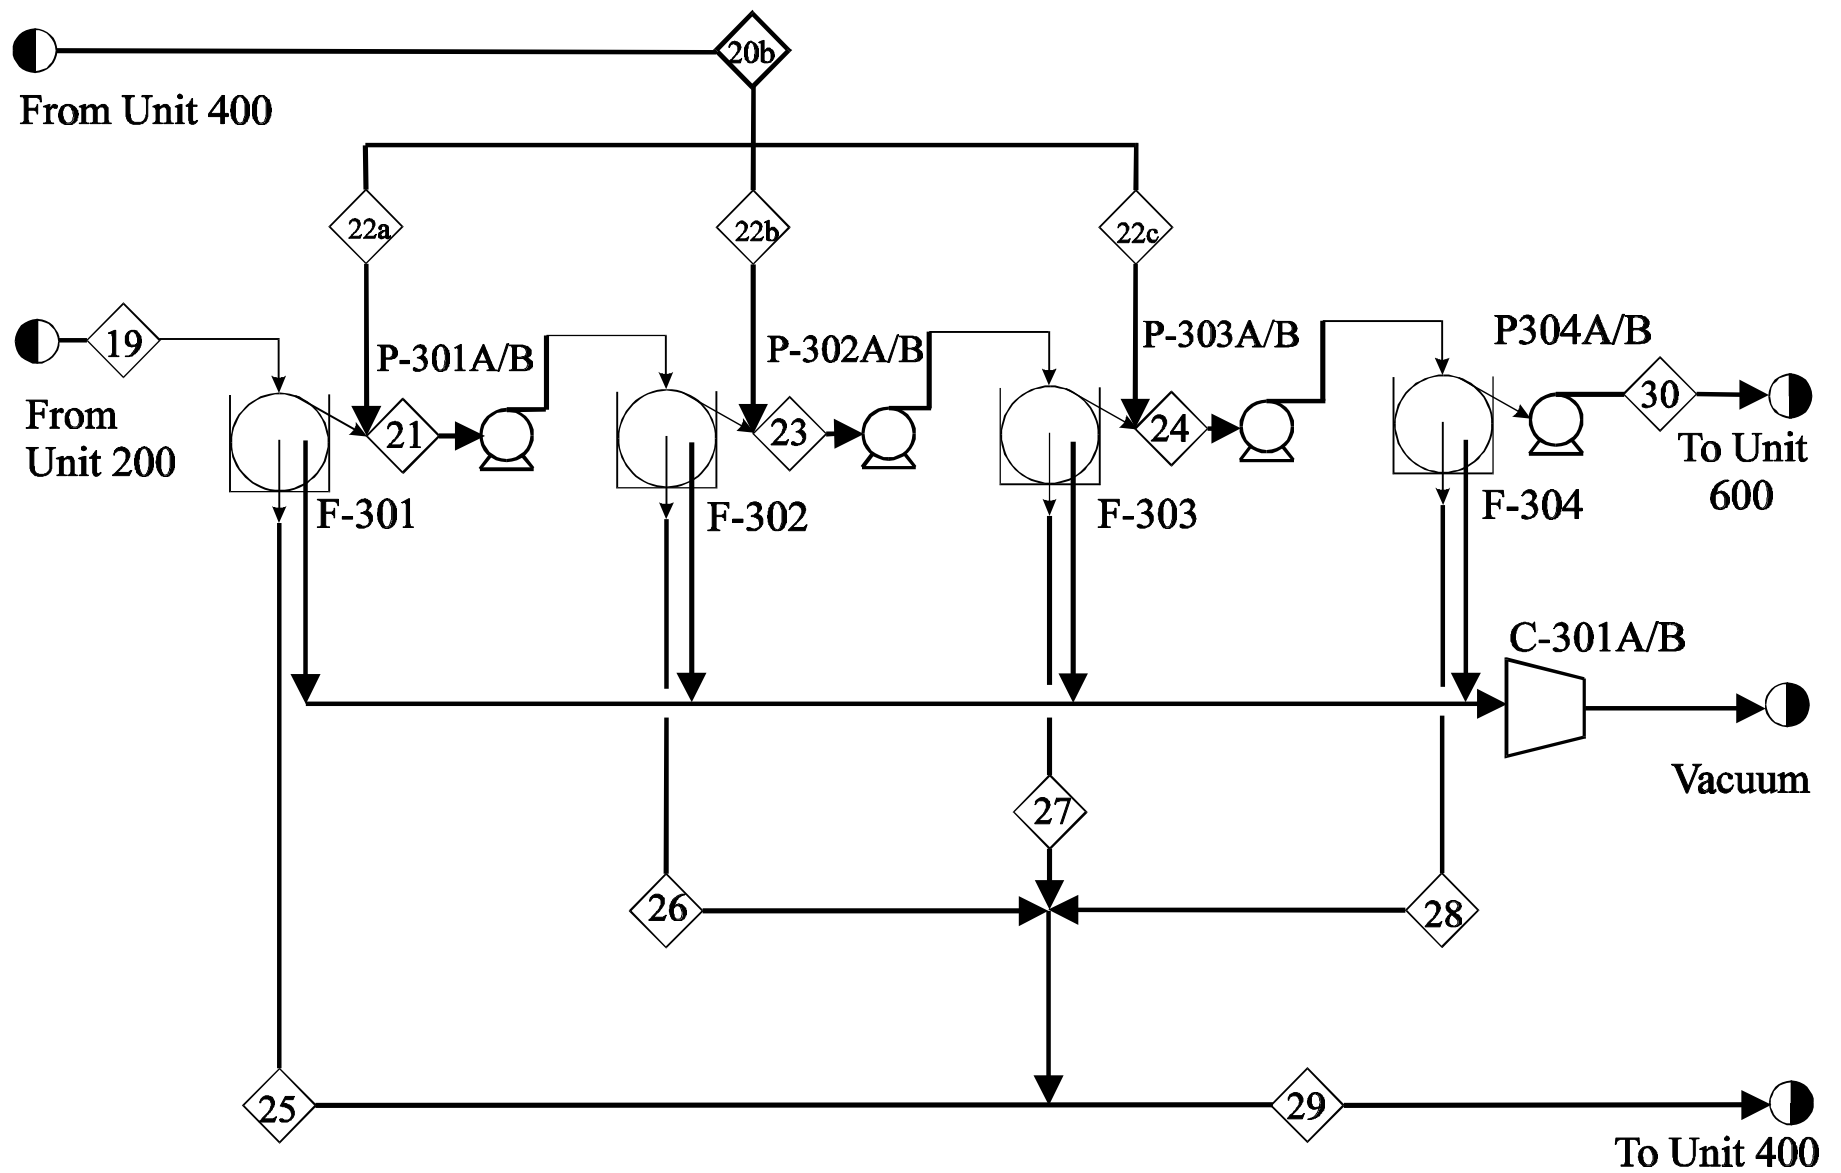 20b
From Unit 400
22a
22b
22c
19
P-301A/B
P-302A/B
P-303A/B
P304A/B
From
Unit 200
21
23
24
30
To Unit
600
F-301
F-302
F-303
F-304
C-301A/B
Vacuum
27
26
28
25
29
To Unit 400